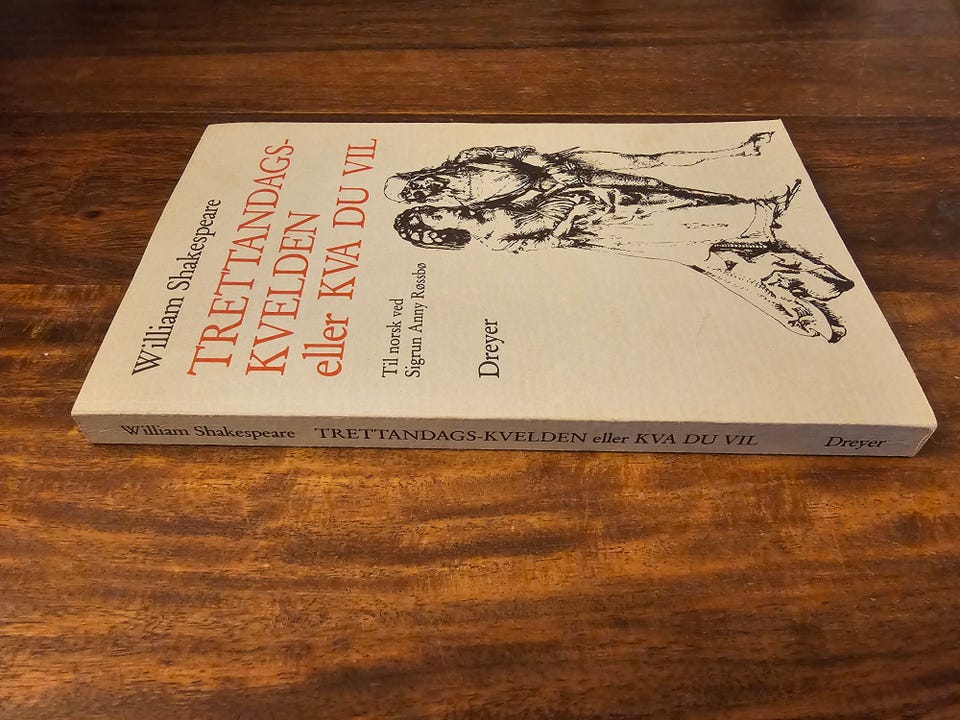 William Shakespeare
TRETTANDAGS-
KVELDEN
eller KVA DU VIL
Til norsk ved
Sigrun Anny Røssbø
Dreyer
William Shakespeare TRETTANDAGS-KVELDEN eller KVA DU VIL Dreyer